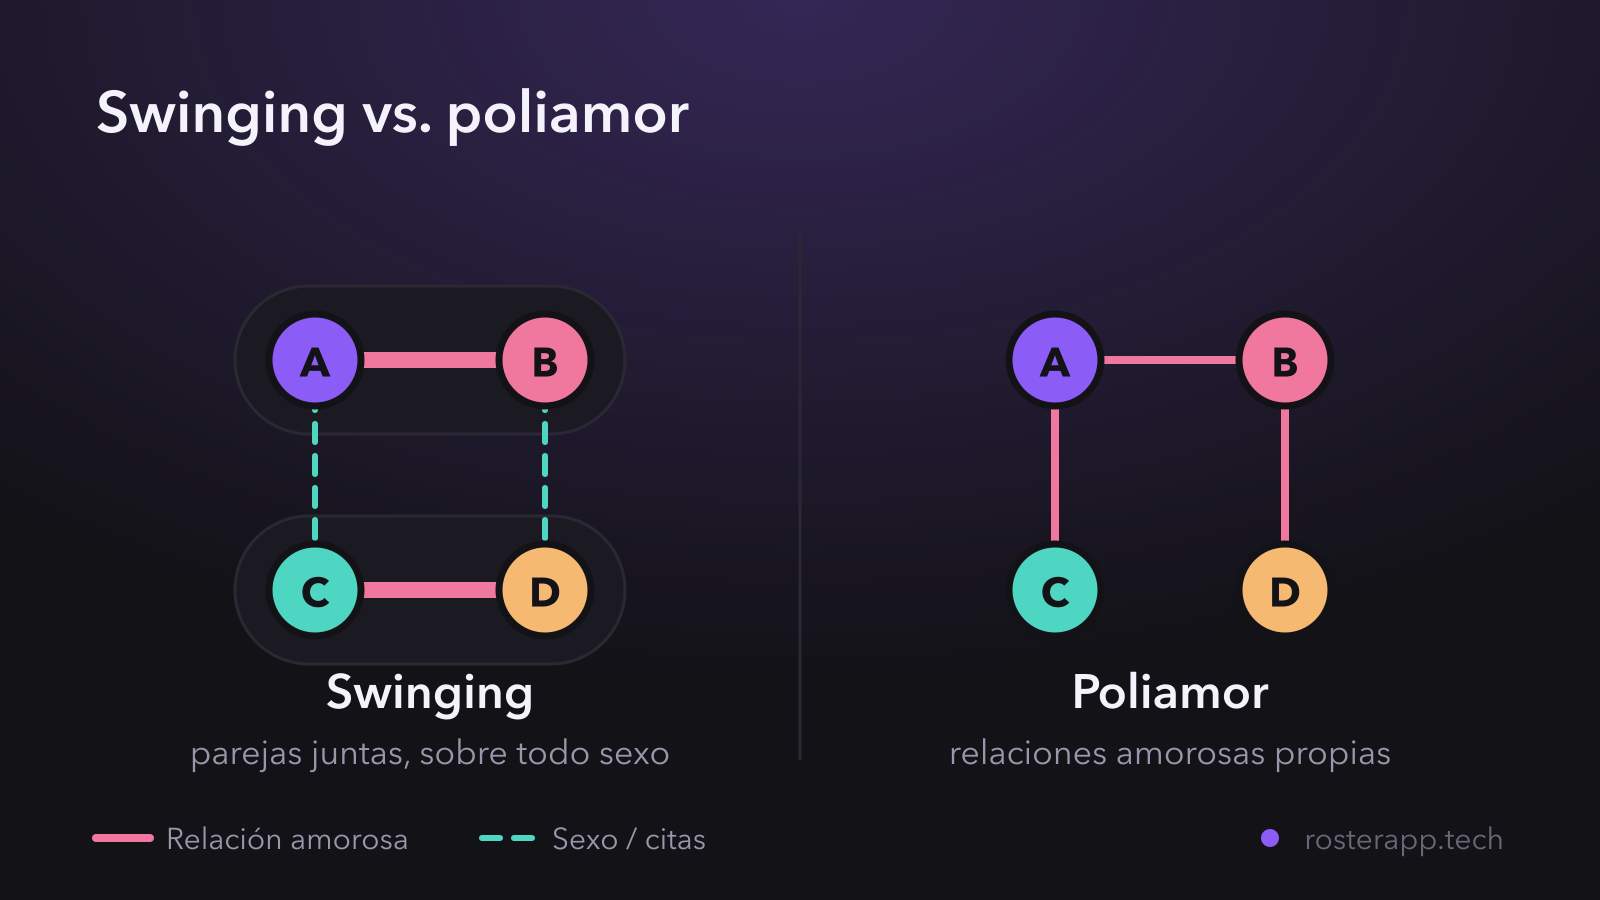 Swinging vs. poliamor
A
B
C
D
Swinging
parejas juntas, sobre todo sexo
A
B
C
D
Poliamor
relaciones amorosas propias
Relación amorosa
Sexo / citas
rosterapp.tech